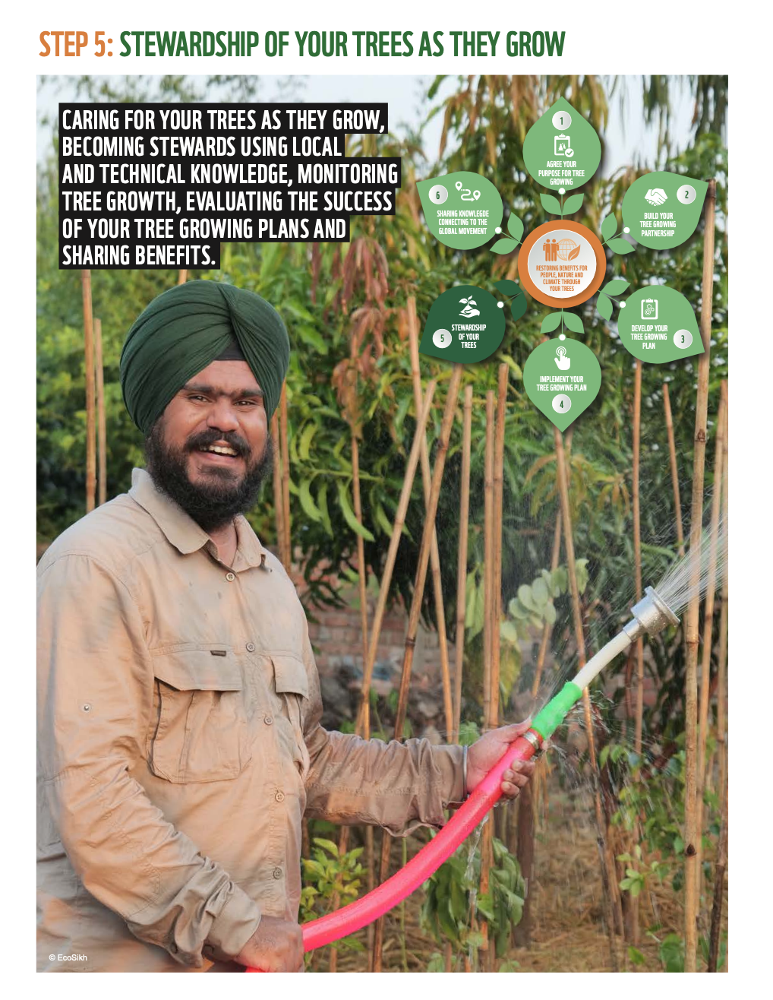 STEP 5: STEWARDSHIP OF YOUR TREES AS THEY GROW
CARING FOR YOUR TREES AS THEY GROW,
BECOMING STEWARDS USING LOCAL
AND TECHNICAL KNOWLEDGE, MONITORING
TREE GROWTH, EVALUATING THE SUCCESS
OF YOUR TREE GROWING PLANS AND
SHARING BENEFITS.
1
AGREE YOUR
PURPOSE FOR TREE
GROWING
2
BUILD YOUR
TREE GROWING
PARTNERSHIP
3
DEVELOP YOUR
TREE GROWING
PLAN
4
IMPLEMENT YOUR
TREE GROWING PLAN
5
STEWARDSHIP
OF YOUR
TREES
6
SHARING KNOWLEGDE
CONNECTING TO THE
GLOBAL MOVEMENT
RESTORING BENEFITS FOR
PEOPLE, NATURE AND
CLIMATE THROUGH
YOUR TREES
© EcoSikh